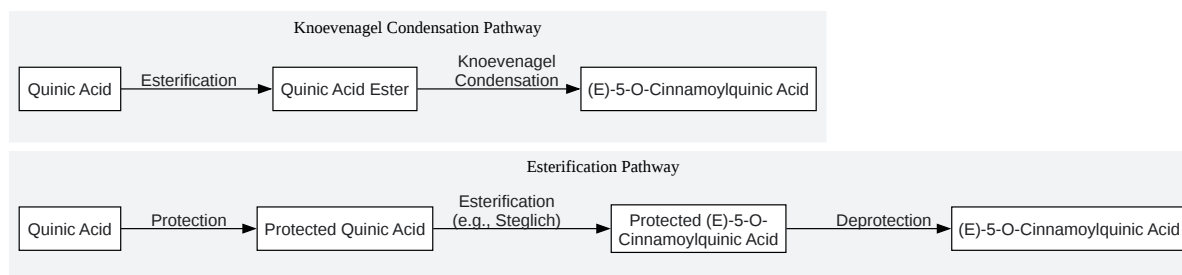 Knoevenagel Condensation Pathway
Quinic Acid
Esterification
Quinic Acid Ester
Knoevenagel
Condensation
(E)-5-O-Cinnamoylquinic Acid
Esterification Pathway
Quinic Acid
Protection
Protected Quinic Acid
Esterification
(e.g., Steglich)
Protected (E)-5-O-
Cinnamoylquinic Acid
Deprotection
(E)-5-O-Cinnamoylquinic Acid